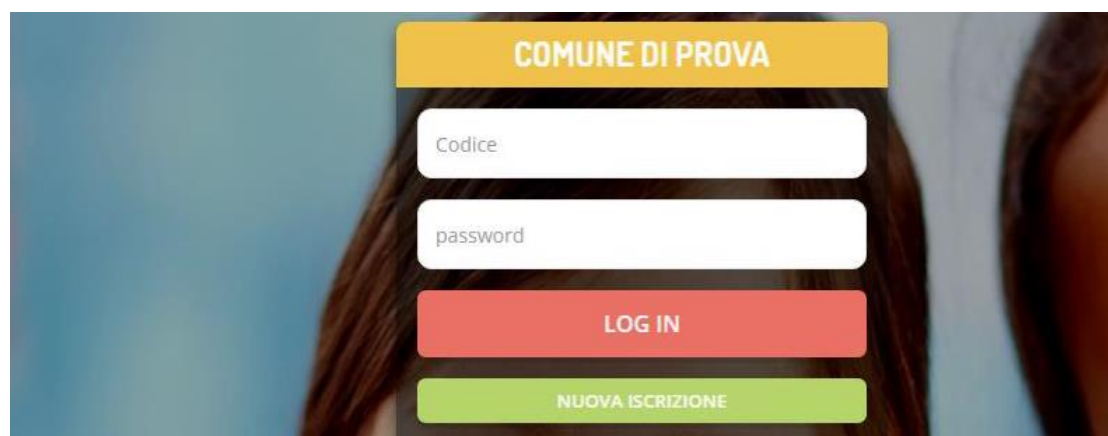 COMUNE DI PROVA
Codice
password
LOG IN
NUOVA ISCRIZIONE